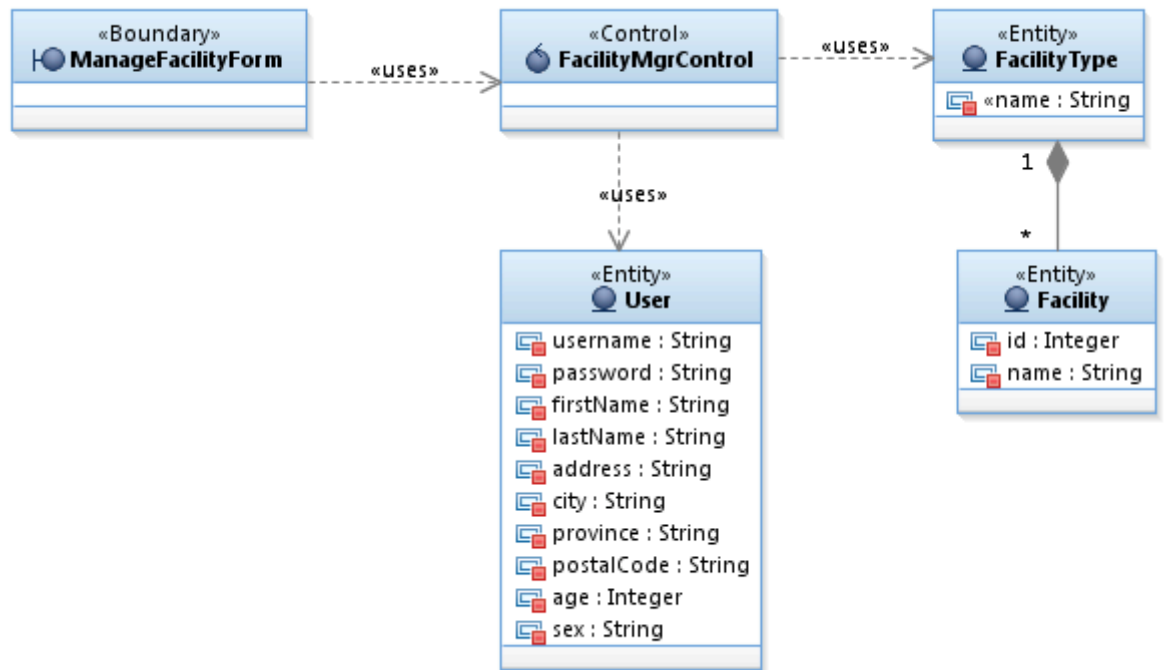 «Boundary»
ManageFacilityForm
«uses»
«Control»
FacilityMgrControl
«uses»
«Entity»
FacilityType
«name : String
1
*
«uses»
«Entity»
User
username : String
password : String
firstName : String
lastName : String
address : String
city : String
province : String
postalCode : String
age : Integer
sex : String
«Entity»
Facility
id : Integer
name : String